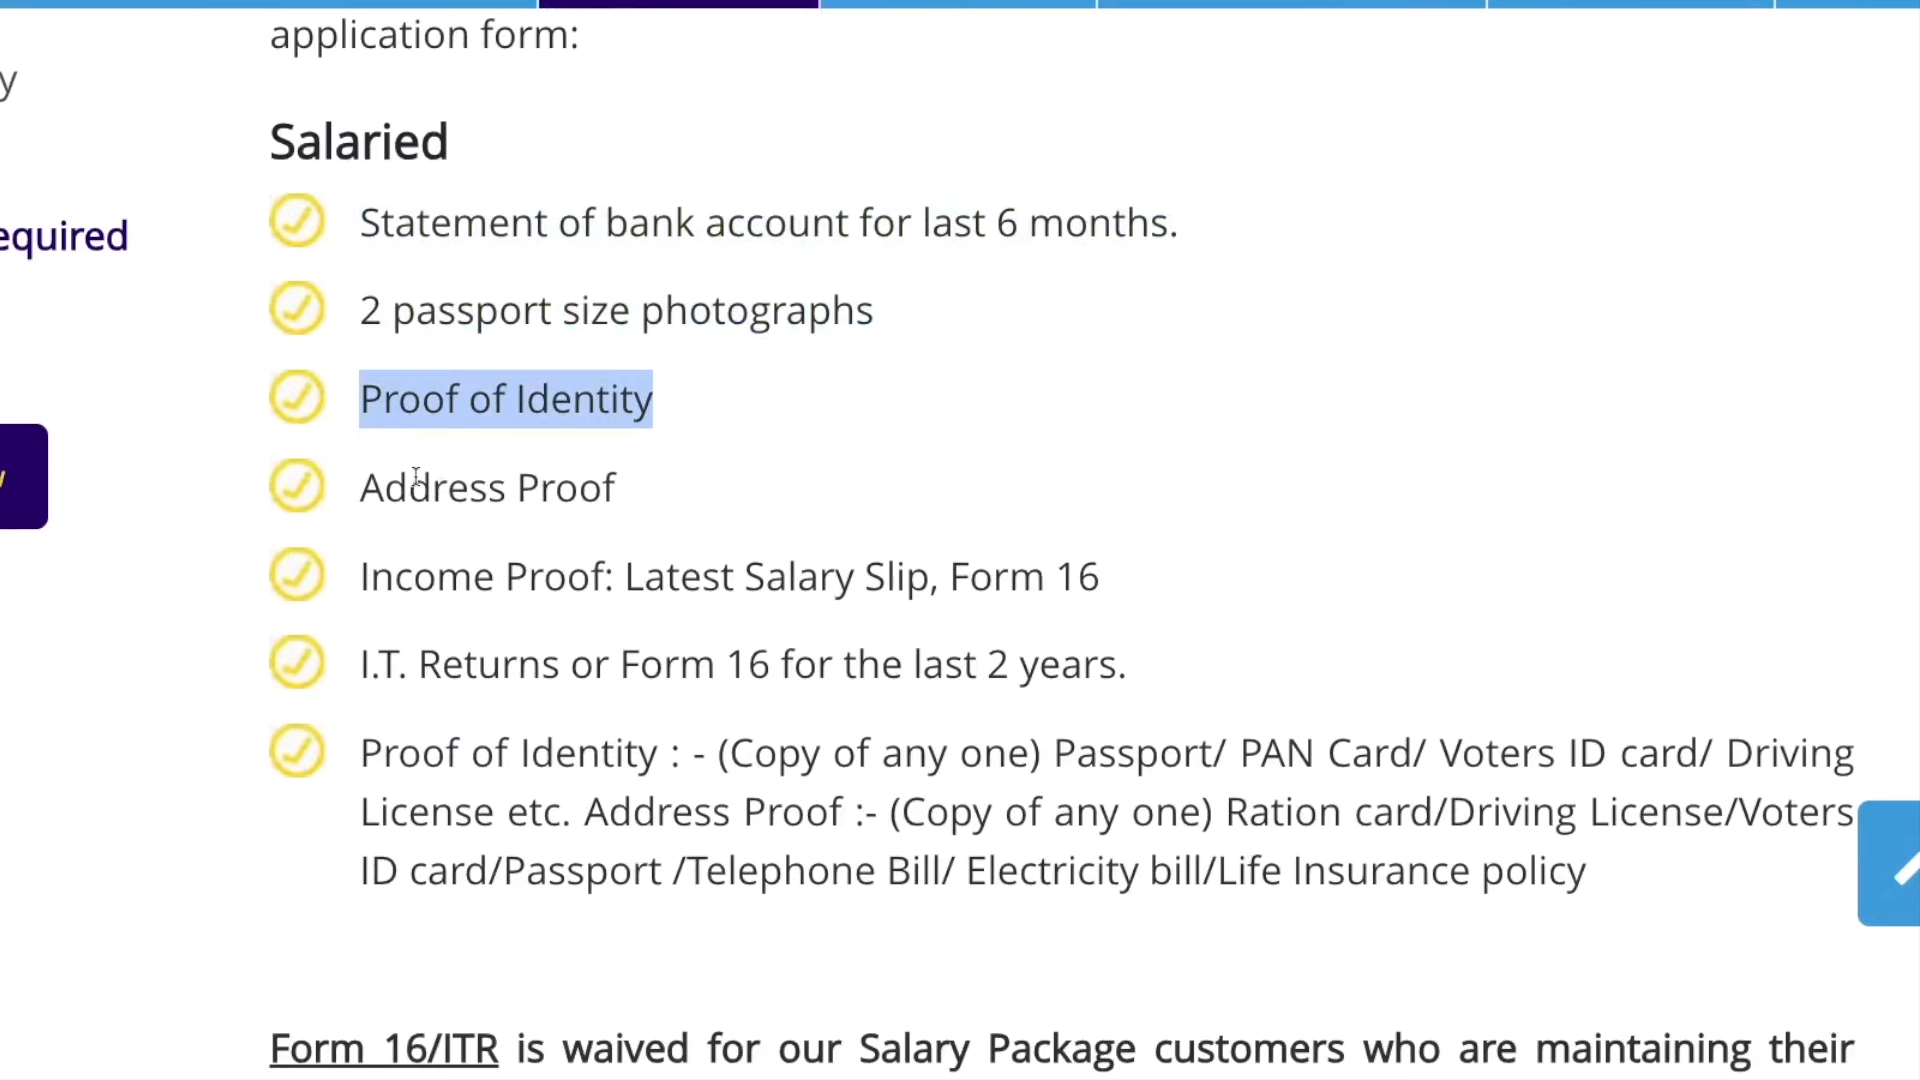 application form:
y
Salaried
Statement of bank account for last 6 months.
equired
2 passport size photographs
Proof of Identity
Address Proof
Income Proof: Latest Salary Slip, Form 16
I.T. Returns or Form 16 for the last 2 years.
Proof of Identity : - (Copy of any one) Passport/ PAN Card/ Voters ID card/ Driving
License etc. Address Proof :- (Copy of any one) Ration card/Driving License/Voters
ID card/Passport /Telephone Bill/ Electricity bill/Life Insurance policy
Form 16/ITR is waived for our Salary Package customers who are maintaining their